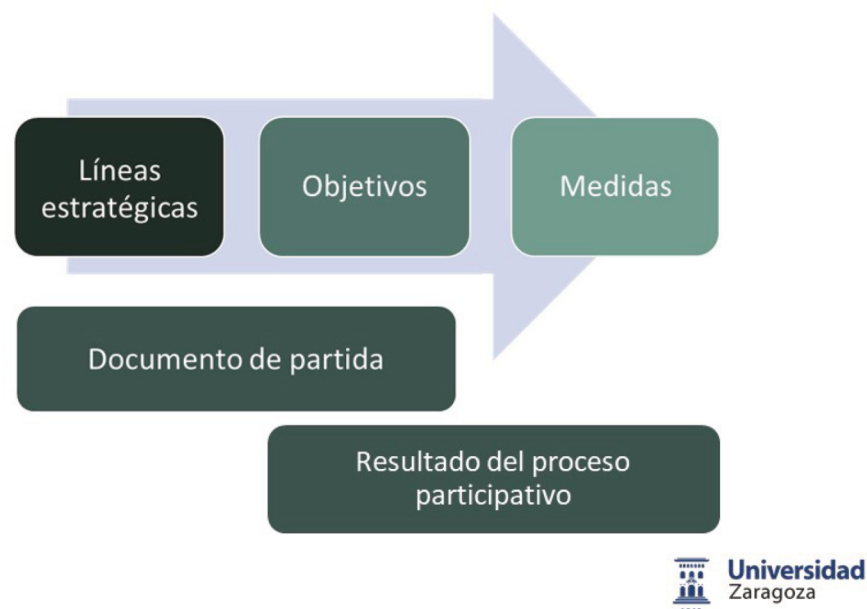 Líneas
estratégicas
Objetivos
Medidas
Documento de partida
Resultado del proceso
participativo
Universidad
Zaragoza